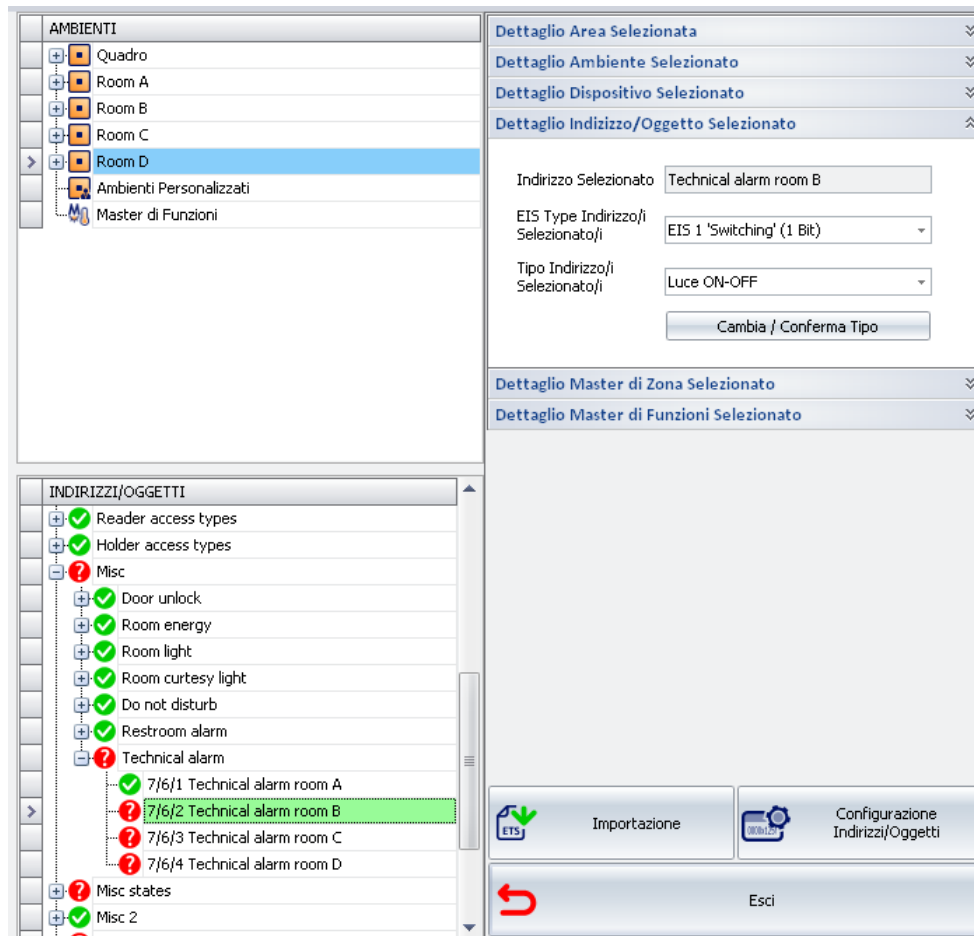 AMBIENTI
Quadro
Room A
Room B
Room C
Room D
Ambienti Personalizzati
Master di Funzioni
Dettaglio Area Selezionata
Dettaglio Ambiente Selezionato
Dettaglio Dispositivo Selezionato
Dettaglio Indizizzo/Oggetto Selezionato
Indirizzo Selezionato Technical alarm room B
EIS Type Indirizzo/i
Selezionato/i
EIS 1 'Switching' (1 Bit)
Tipo Indirizzo/i
Selezionato/i
Luce ON-OFF
Cambia / Conferma Tipo
Dettaglio Master di Zona Selezionato
Dettaglio Master di Funzioni Selezionato
INDIRIZZI/OGGETTI
Reader access types
Holder access types
Misc
Door unlock
Room energy
Room light
Room curtesy light
Do not disturb
Restroom alarm
Technical alarm
7/6/1 Technical alarm room A
7/6/2 Technical alarm room B
7/6/3 Technical alarm room C
7/6/4 Technical alarm room D
Misc states
Misc 2
ETS
Importazione
Configurazione
Indirizzi/Oggetti
Esci